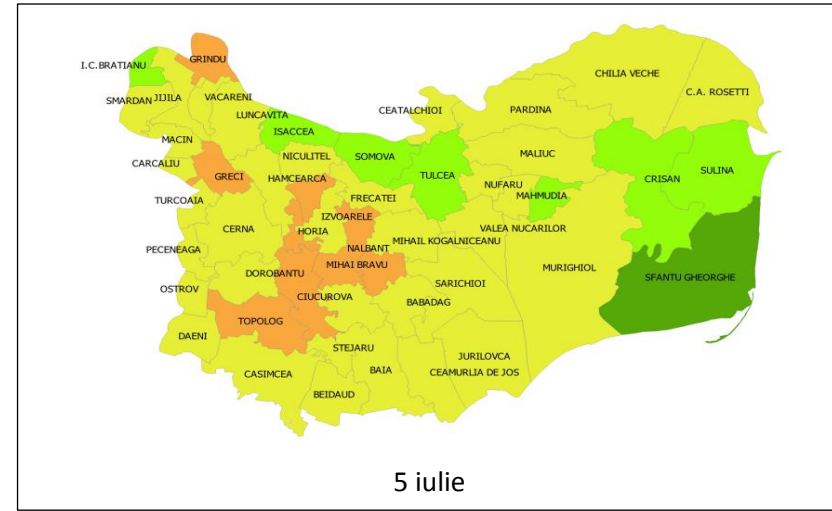 GRINDU
I.C.BRATIANU
CHILIA VECHE
C.A. ROSETTI
SMARDAN
JIJILA
VACARENI
CEATALCHIOI
PARDINA
LUNCAVITA
ISACCEA
MACIN
NICULITEL
SOMOVA
MALIUC
CARCALIU
GRECI
HAMCEARCA
TULCEA
CRISAN
SULINA
NUFARU
MAHMUDIA
TURCOAIA
FRECATEI
IZVOARELE
CERNA
HORIA
VALEA NUCARILOR
MIHAIL KOGALNICEANU
PECENEAGA
NALBANT
MIHAI BRAVU
MURIGHIOL
DOROBANTU
SFANTU GHEORGHE
OSTROV
SARICHIOI
CIUCUROVA
BABADAG
TOPOLOG
DAENI
STEJARU
JURILOVCA
CASIMCEA
BAIA
CEAMURLIA DE JOS
BEIDAUD
5 iulie